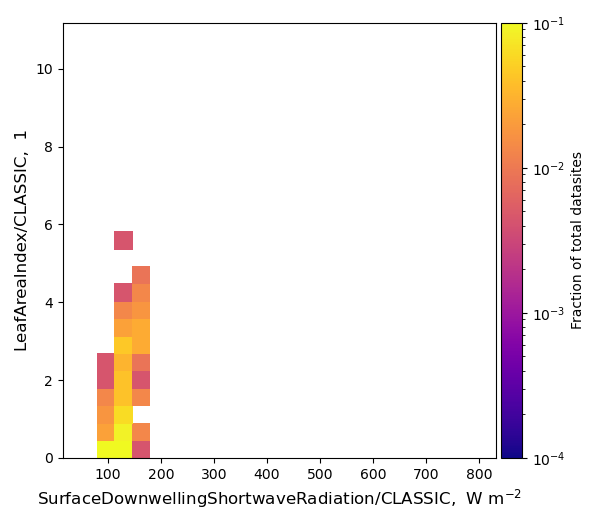 10
8
6
4
2
0
100 200 300 400 500 600 700 800
LeafAreaIndex/CLASSIC, 1
SurfaceDownwellingShortwaveRadiation/CLASSIC, W m⁻²
10⁻¹
10⁻²
10⁻³
10⁻⁴
Fraction of total datasites